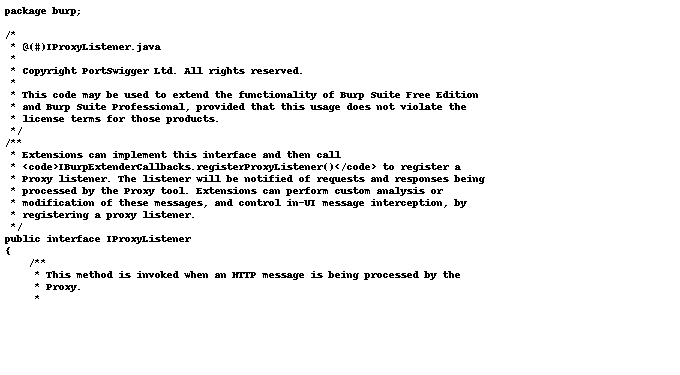 package burp;

/*
 * @(#)IProxyListener.java
 *
 * Copyright PortSwigger Ltd. All rights reserved.
 *
 * This code may be used to extend the functionality of Burp Suite Free Edition
 * and Burp Suite Professional, provided that this usage does not violate the
 * license terms for those products.
 */
/**
 * Extensions can implement this interface and then call
 * <code>IBurpExtenderCallbacks.registerProxyListener()</code> to register a
 * Proxy listener. The listener will be notified of requests and responses being
 * processed by the Proxy tool. Extensions can perform custom analysis or
 * modification of these messages, and control in-UI message interception, by
 * registering a proxy listener.
 */
public interface IProxyListener
{
    /**
     * This method is invoked when an HTTP message is being processed by the
     * Proxy.
     *